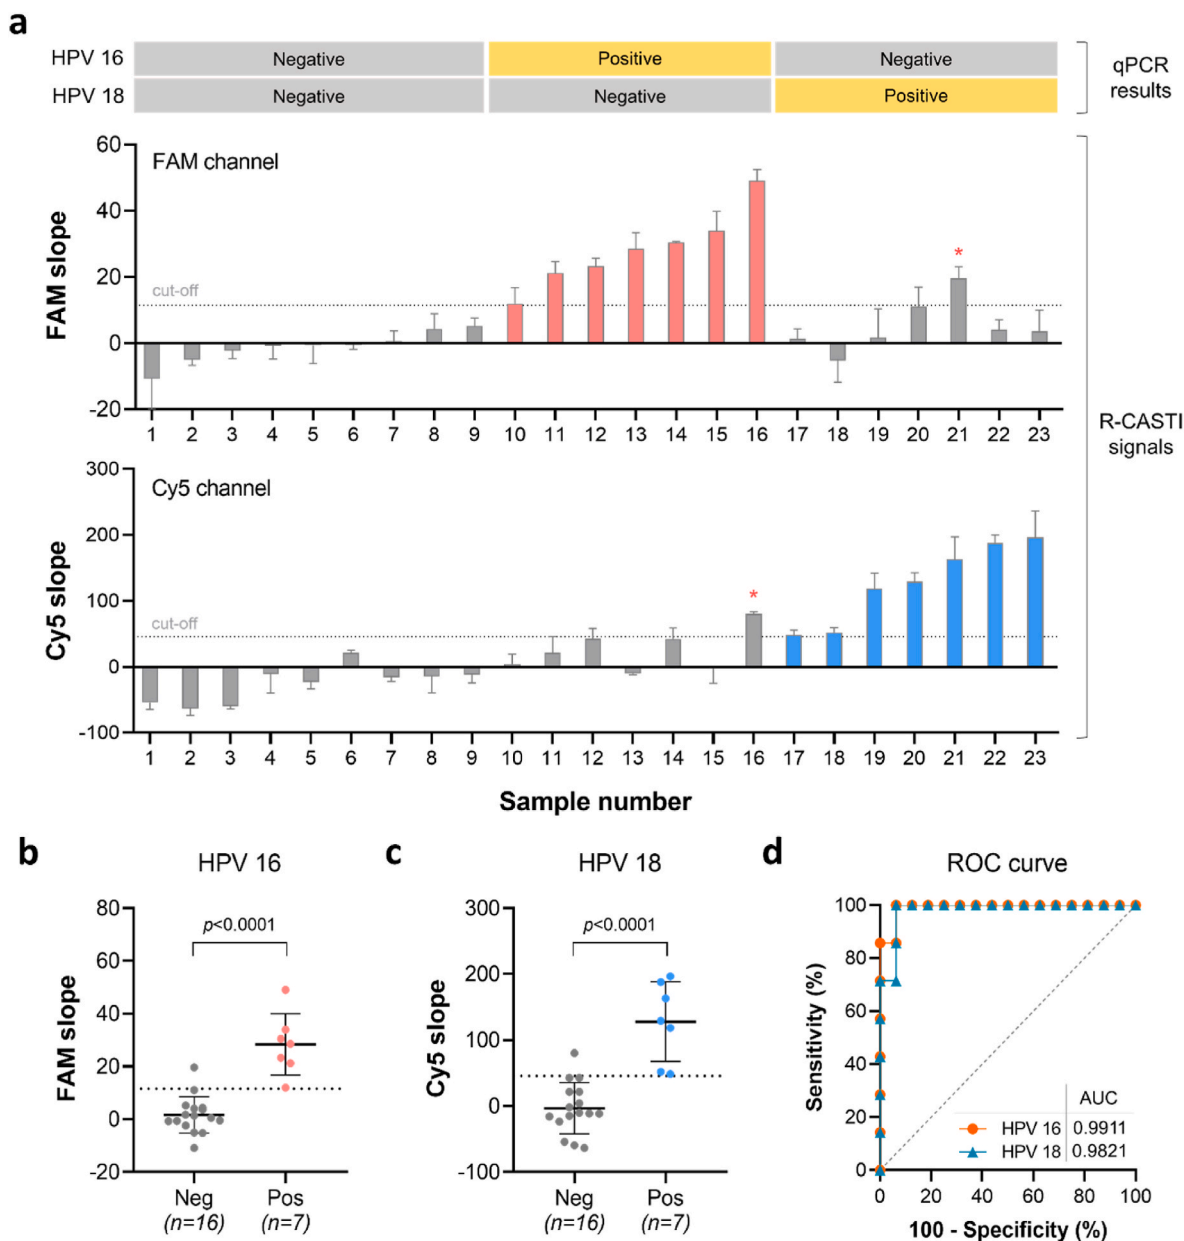 a
HPV 16 Negative Positive Negative
HPV 18 Negative Negative Positive
qPCR
results
FAM channel
FAM slope
60
40
20
0
-20
cut-off
*
1 2 3 4 5 6 7 8 9 10 11 12 13 14 15 16 17 18 19 20 21 22 23
R-CASTI
signals
Cy5 channel
Cy5 slope
300
200
100
0
-100
cut-off
*
1 2 3 4 5 6 7 8 9 10 11 12 13 14 15 16 17 18 19 20 21 22 23
Sample number
b
HPV 16
FAM slope
80
60
40
20
0
-20
p<0.0001
Neg Pos
(n=16) (n=7)
c
HPV 18
Cy5 slope
300
200
100
0
-100
p<0.0001
Neg Pos
(n=16) (n=7)
d
ROC curve
Sensitivity (%)
100
80
60
40
20
0
AUC
HPV 16 0.9911
HPV 18 0.9821
0 20 40 60 80 100
100 - Specificity (%)